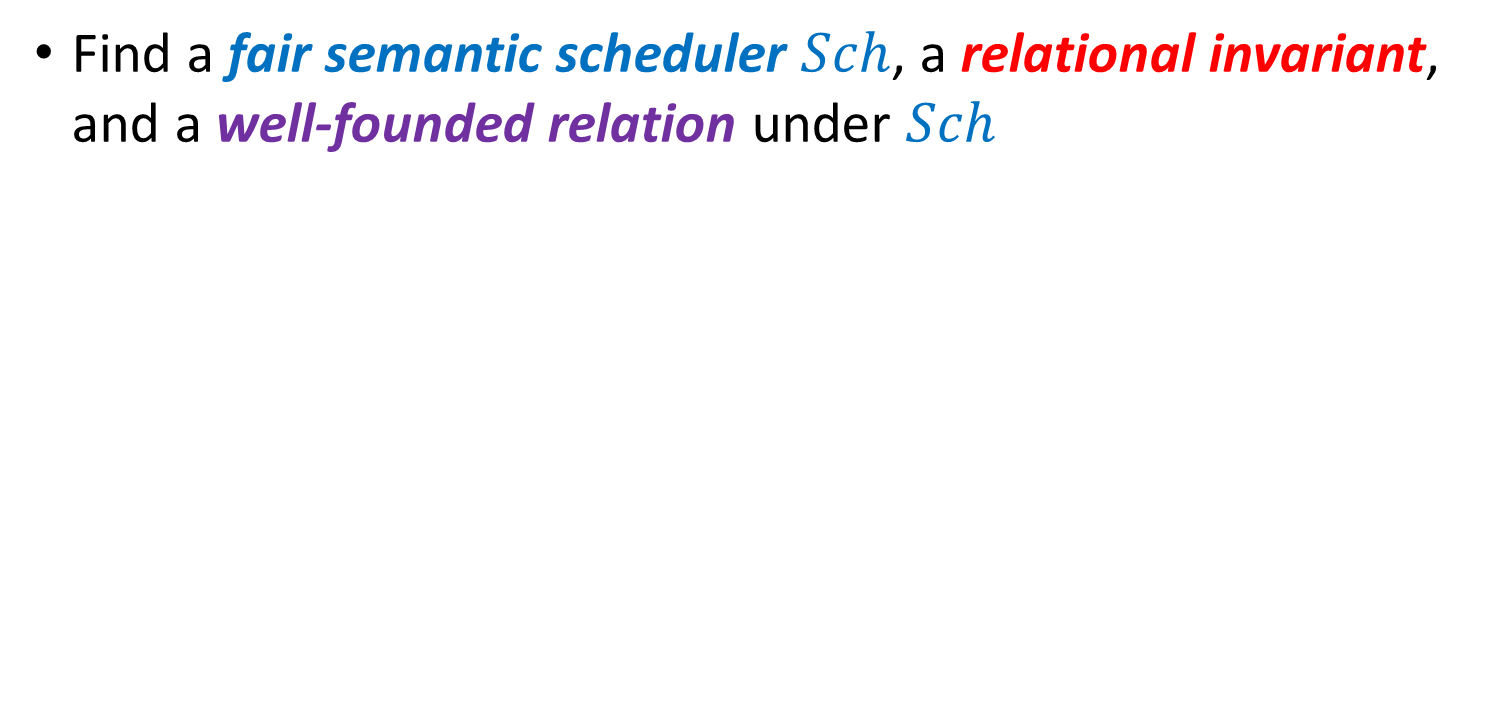 • Find a fair semantic scheduler Sch, a relational invariant,
and a well-founded relation under Sch